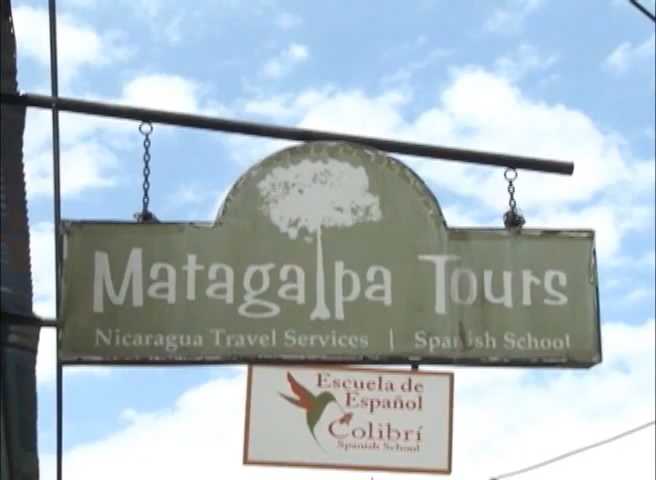 Matagalpa Tours
Nicaragua Travel Services | Spanish School
Escuela de
Español
Colibrí
Spanish School